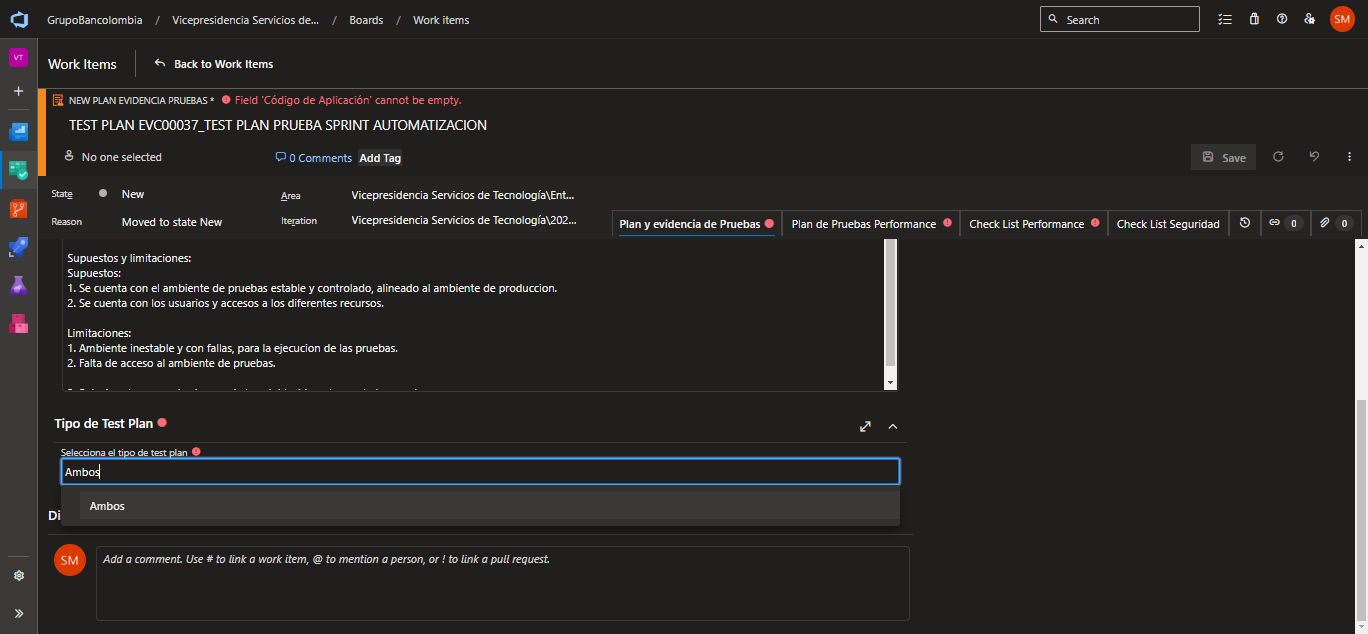 GrupoBancolombia / Vicepresidencia Servicios de... / Boards / Work items
Search
SM
VT
Work Items
Back to Work Items
NEW PLAN EVIDENCIA PRUEBAS * Field 'Código de Aplicación' cannot be empty.
TEST PLAN EVC00037_TEST PLAN PRUEBA SPRINT AUTOMATIZACION
No one selected
0 Comments
Add Tag
Save
State
New
Area
Vicepresidencia Servicios de Tecnología\Ent...
Reason
Moved to state New
Iteration
Vicepresidencia Servicios de Tecnología\202...
Plan y evidencia de Pruebas
Plan de Pruebas Performance
Check List Performance
Check List Seguridad
0
0
Supuestos y limitaciones:
Supuestos:
1. Se cuenta con el ambiente de pruebas estable y controlado, alineado al ambiente de produccion.
2. Se cuenta con los usuarios y accesos a los diferentes recursos.
Limitaciones:
1. Ambiente inestable y con fallas, para la ejecucion de las pruebas.
2. Falta de acceso al ambiente de pruebas.
Tipo de Test Plan
Selecciona el tipo de test plan
Ambos
Ambos
Di
SM
Add a comment. Use # to link a work item, @ to mention a person, or ! to link a pull request.